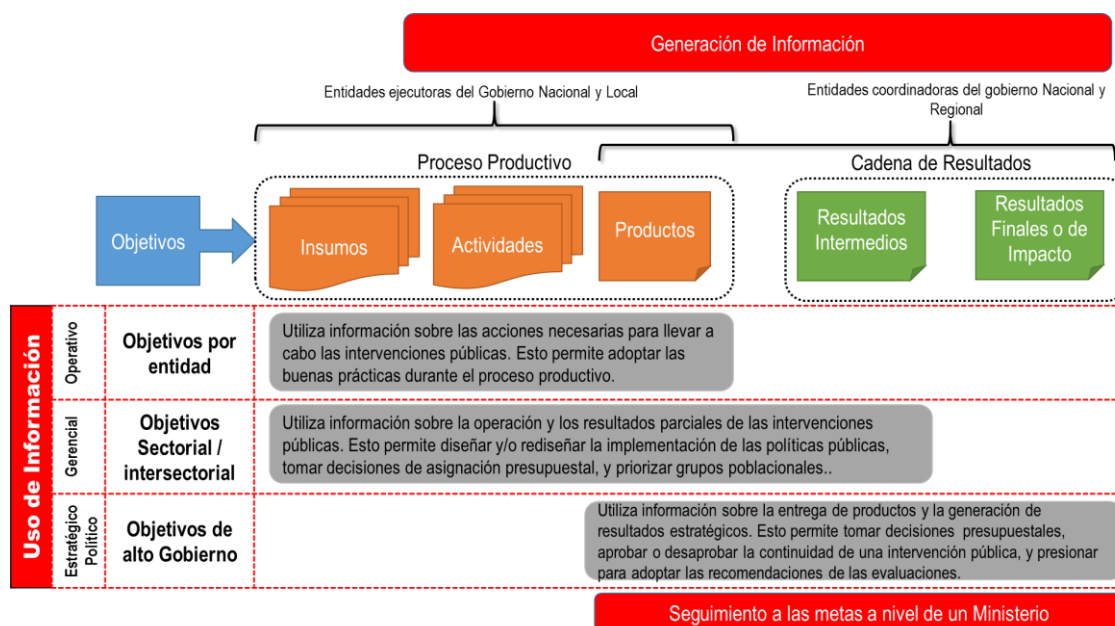 Generación de Información
Entidades ejecutoras del Gobierno Nacional y Local
Entidades coordinadoras del gobierno Nacional y
Regional
Proceso Productivo
Cadena de Resultados
Objetivos
Insumos
Actividades
Productos
Resultados
Intermedios
Resultados
Finales o de
Impacto
Uso de Información
Operativo
Objetivos por
entidad
Utiliza información sobre las acciones necesarias para llevar a
cabo las intervenciones públicas. Esto permite adoptar las
buenas prácticas durante el proceso productivo.
Gerencial
Objetivos
Sectorial /
intersectorial
Utiliza información sobre la operación y los resultados parciales de las intervenciones
públicas. Esto permite diseñar y/o rediseñar la implementación de las políticas públicas,
tomar decisiones de asignación presupuestal, y priorizar grupos poblacionales..
Estratégico
Político
Objetivos de
alto Gobierno
Utiliza información sobre la entrega de productos y la generación de
resultados estratégicos. Esto permite tomar decisiones presupuestales,
aprobar o desaprobar la continuidad de una intervención pública, y presionar
para adoptar las recomendaciones de las evaluaciones.
Seguimiento a las metas a nivel de un Ministerio